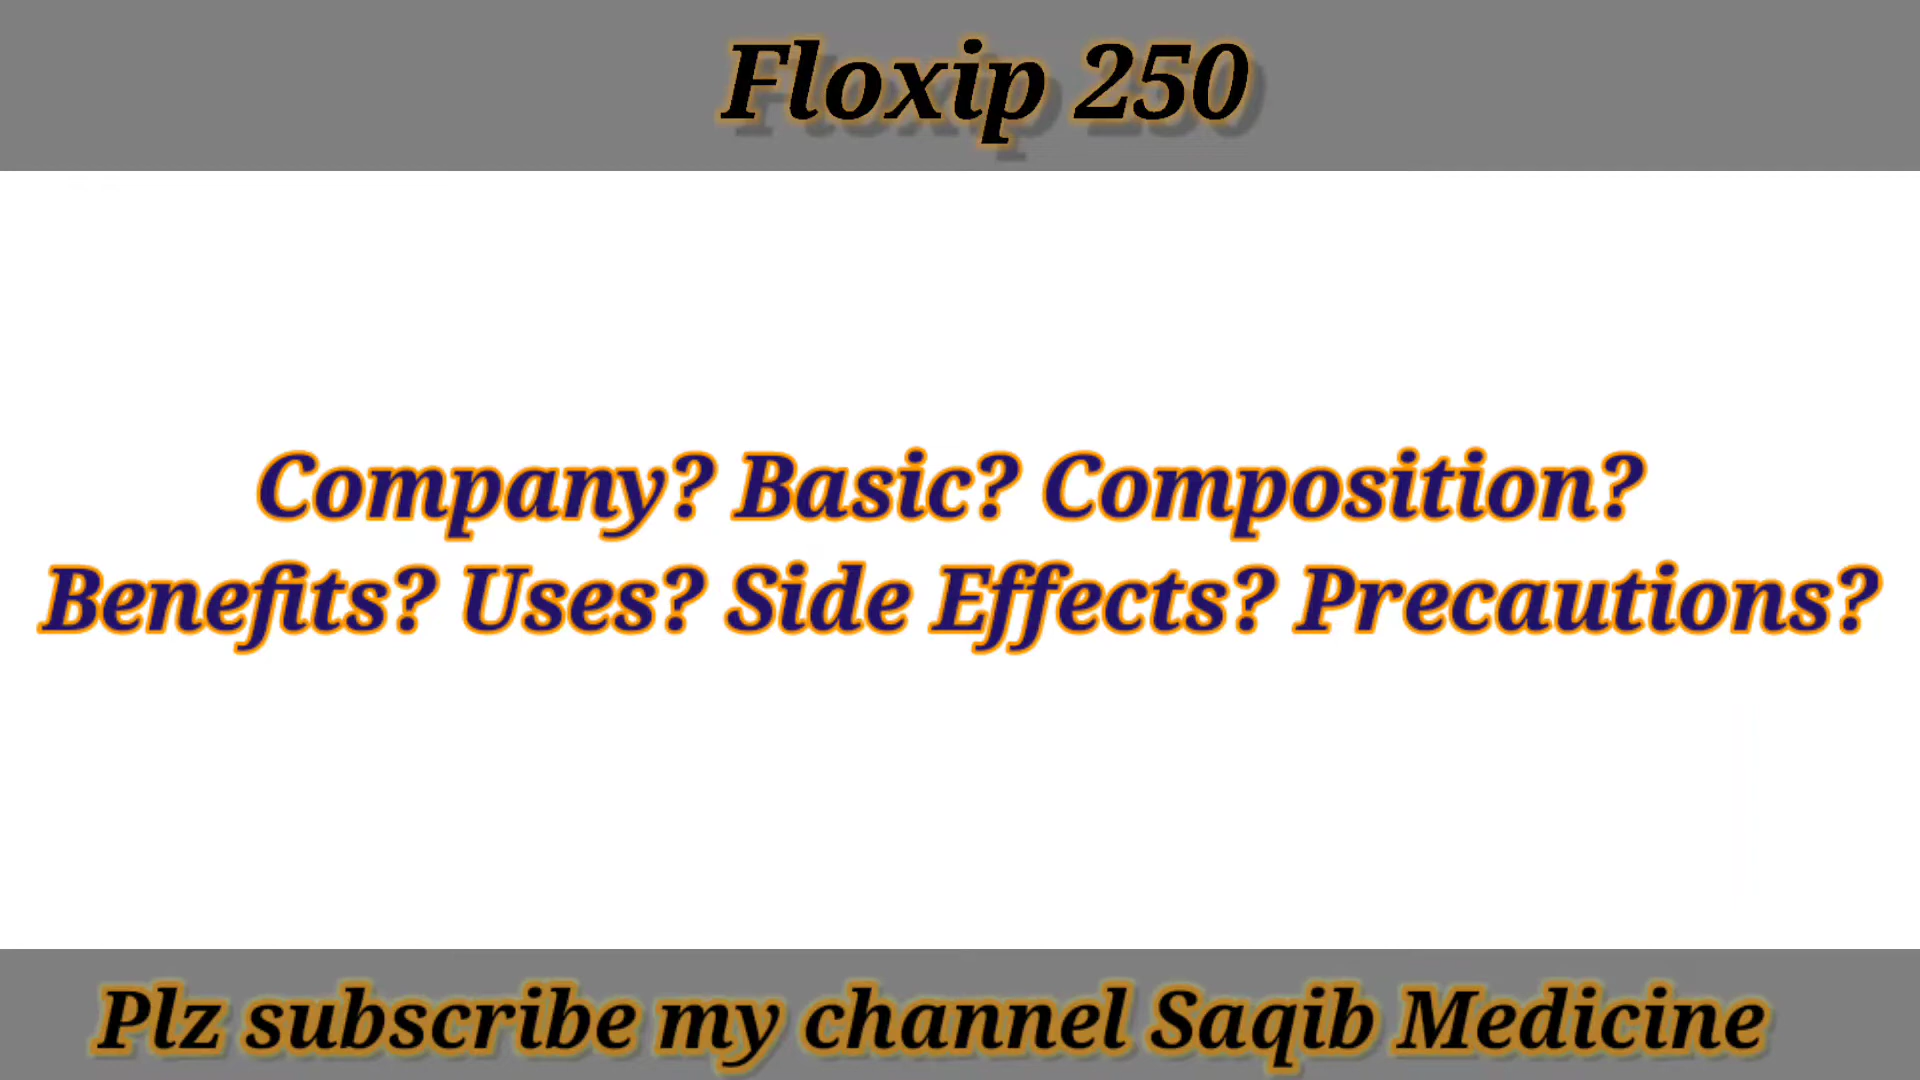 Floxip 250
Company? Basic? Composition?
Benefits? Uses? Side Effects? Precautions?
Plz subscribe my channel Saqib Medicine